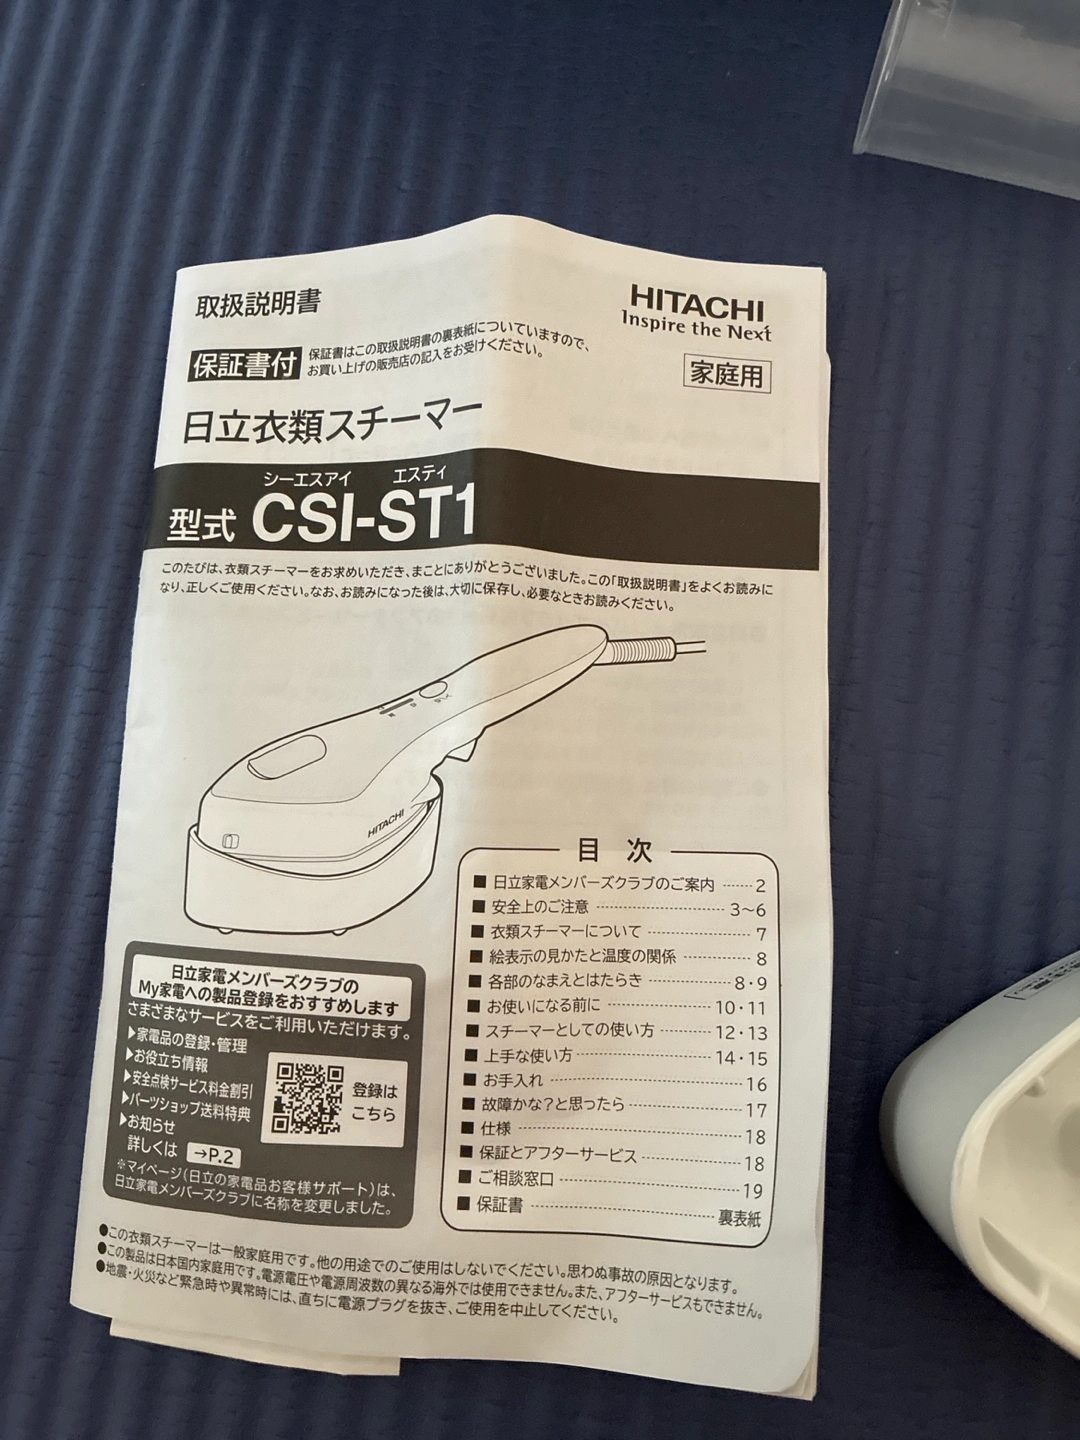 取扱説明書
HITACHI
Inspire the Next
保証書付
保証書はこの取扱説明書の裏表紙についていますので、
お買い上げの販売店の記入をお受けください。
家庭用
日立衣類スチーマー
シーエスアイ エスティ
型式 CSI-ST1
このたびは、衣類スチーマーをお求めいただき、まことにありがとうございました。この「取扱説明書」をよくお読みに
なり、正しくご使用ください。なお、お読みになった後は、大切に保存し、必要なときお読みください。
HITACHI
目 次
■ 日立家電メンバーズクラブのご案内 ------- 2
■ 安全上のご注意 ------- 3〜6
■ 衣類スチーマーについて ------- 7
■ 絵表示の見かたと温度の関係 ------- 8
■ 各部のなまえとはたらき ------- 8・9
■ お使いになる前に ------- 10・11
■ スチーマーとしての使い方 ------- 12・13
■ 上手な使い方 ------- 14・15
■ お手入れ ------- 16
■ 故障かな?と思ったら ------- 17
■ 仕様 ------- 18
■ 保証とアフターサービス ------- 18
■ ご相談窓口 ------- 19
■ 保証書 ------- 裏表紙
日立家電メンバーズクラブの
My家電への製品登録をおすすめします
さまざまなサービスをご利用いただけます。
▶家電品の登録・管理
▶お役立ち情報
▶安全点検サービス料金割引
▶パーツショップ送料特典
▶お知らせ
詳しくは →P.2
登録は
こちら
※マイページ(日立の家電品お客様サポート)は、
日立家電メンバーズクラブに名称を変更しました。
●この衣類スチーマーは一般家庭用です。他の用途でのご使用はしないでください。思わぬ事故の原因となります。
●この製品は日本国内家庭用です。電源電圧や電源周波数の異なる海外では使用できません。また、アフターサービスもできません。
●地震・火災など緊急時や異常時には、直ちに電源プラグを抜き、ご使用を中止してください。